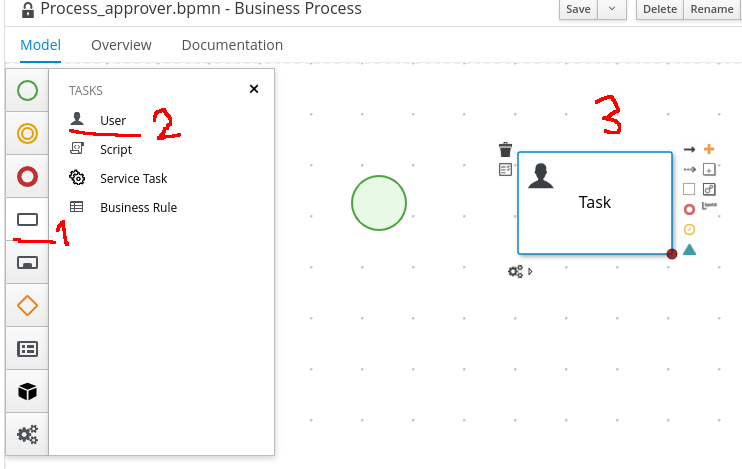 Process_approver.bpmn - Business Process
Save
Delete
Rename
Model
Overview
Documentation
TASKS
User
2
Script
Service Task
Business Rule
1
3
Task